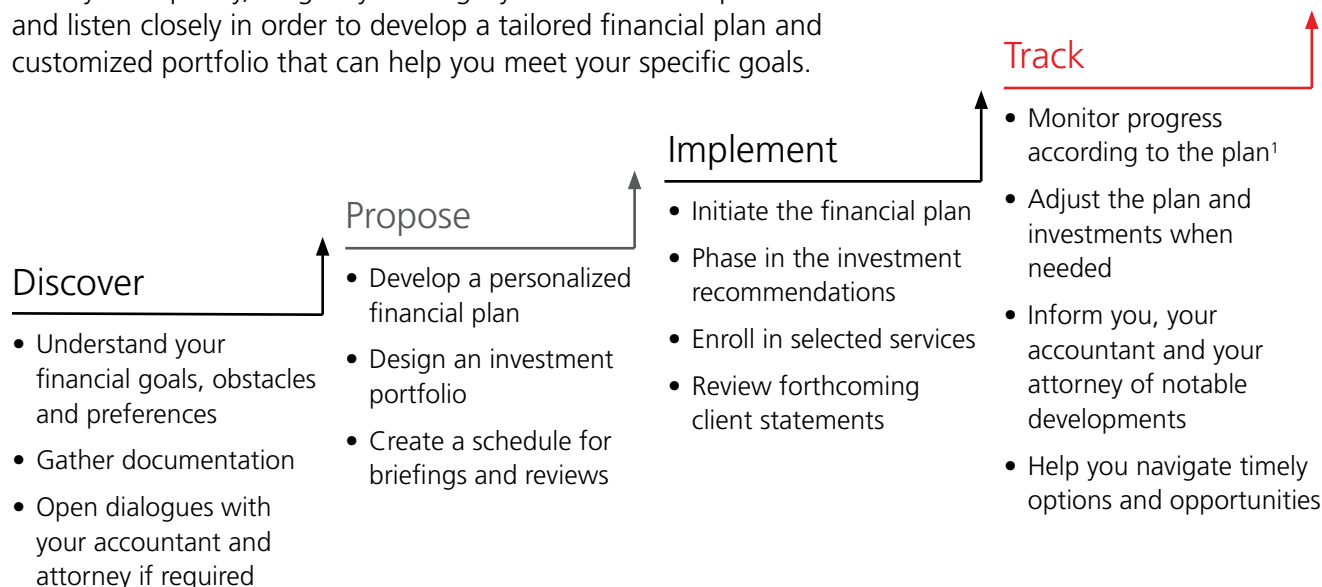 and listen closely in order to develop a tailored financial plan and
customized portfolio that can help you meet your specific goals.
Discover
• Understand your
financial goals, obstacles
and preferences
• Gather documentation
• Open dialogues with
your accountant and
attorney if required
Propose
• Develop a personalized
financial plan
• Design an investment
portfolio
• Create a schedule for
briefings and reviews
Implement
• Initiate the financial plan
• Phase in the investment
recommendations
• Enroll in selected services
• Review forthcoming
client statements
Track
• Monitor progress
according to the plan¹
• Adjust the plan and
investments when
needed
• Inform you, your
accountant and your
attorney of notable
developments
• Help you navigate timely
options and opportunities